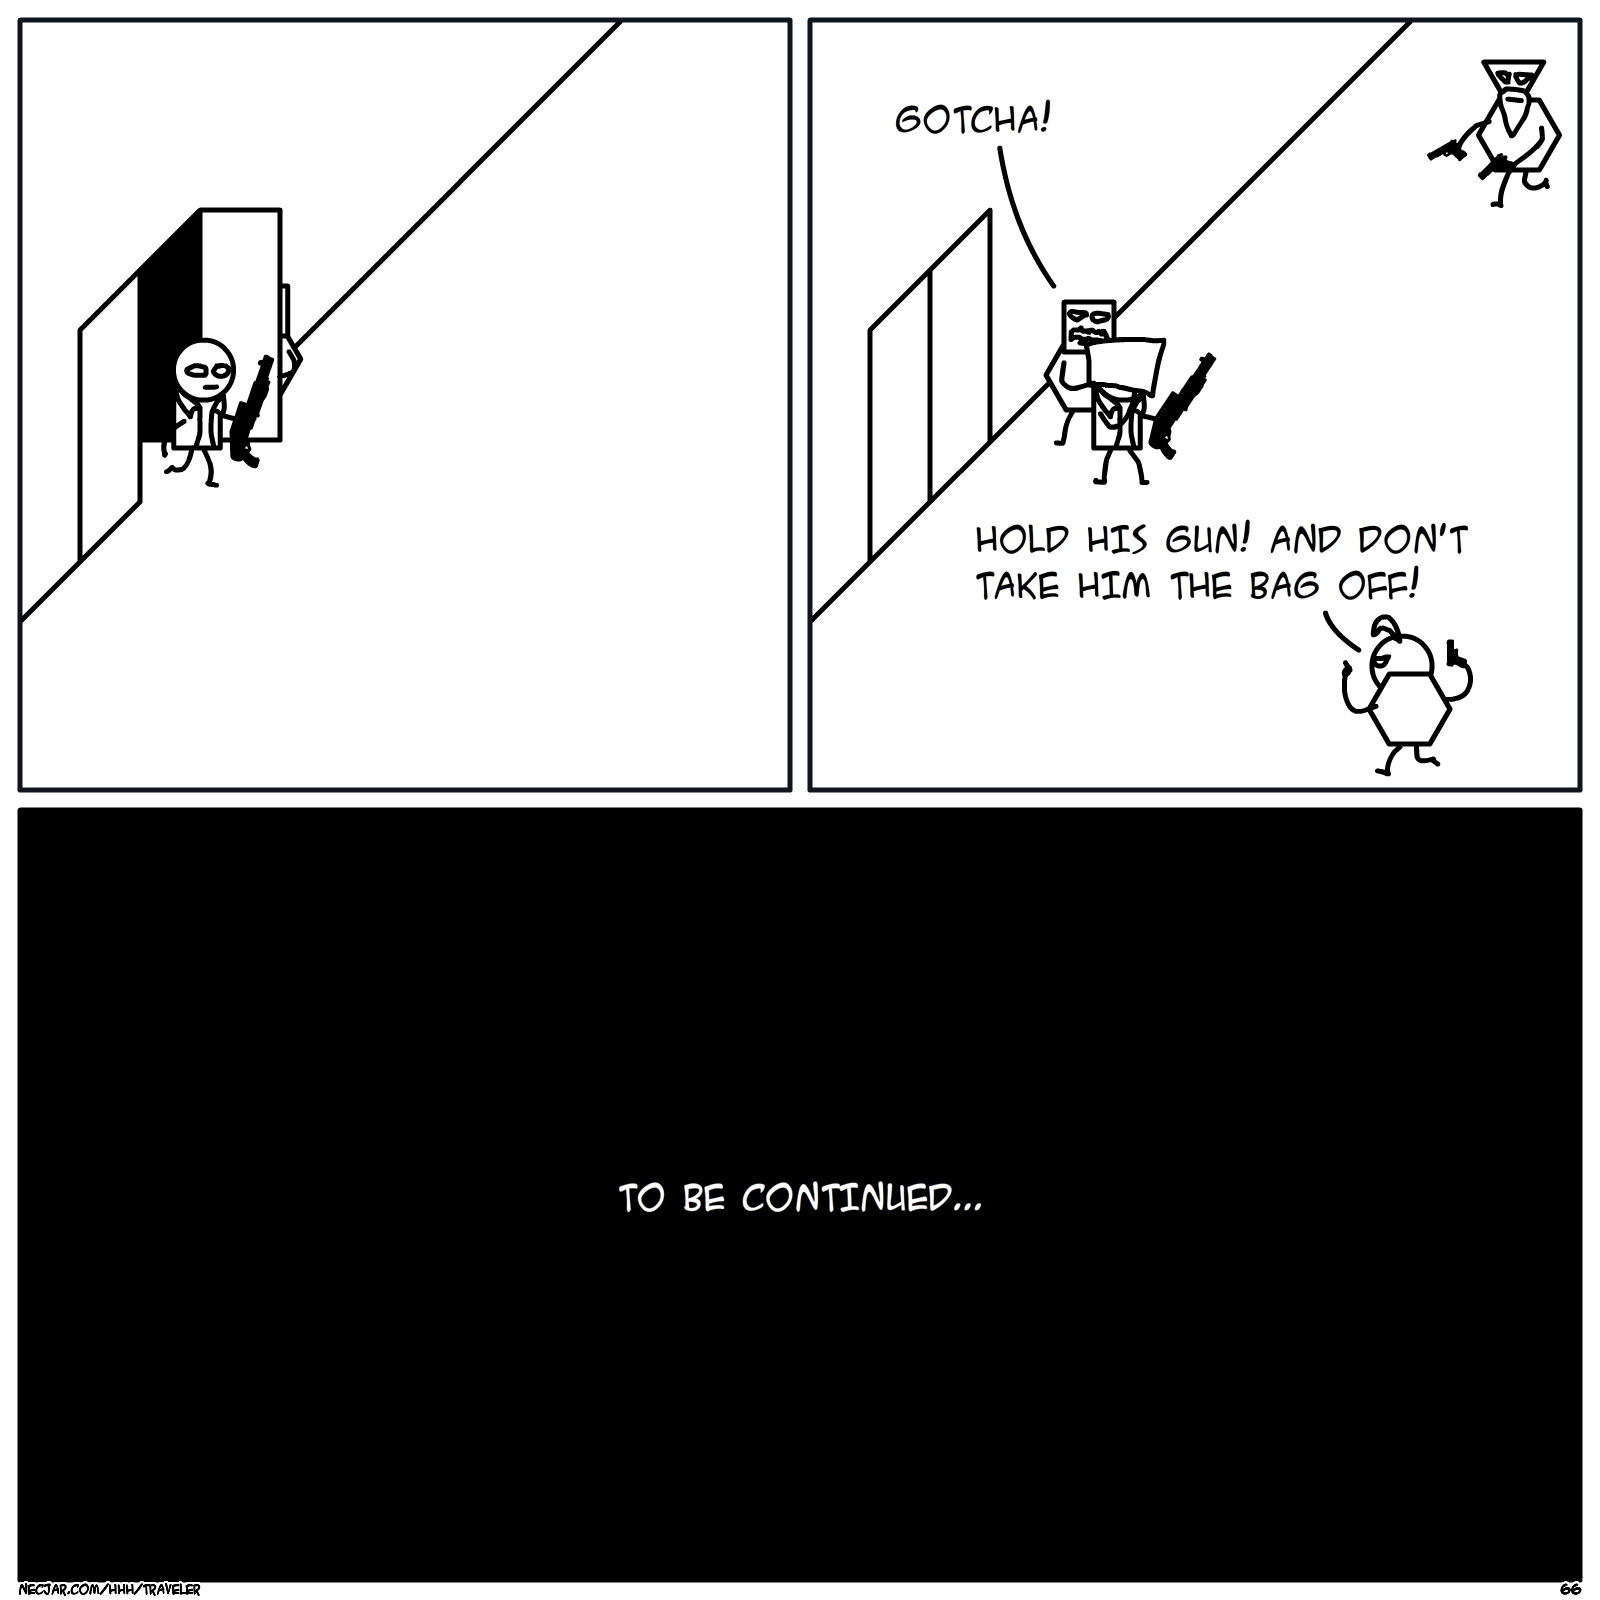 GOTCHA!
HOLD HIS GUN! AND DON'T
TAKE HIM THE BAG OFF!
TO BE CONTINUED...
NECJAR.COM/HHH/TRAVELER
66